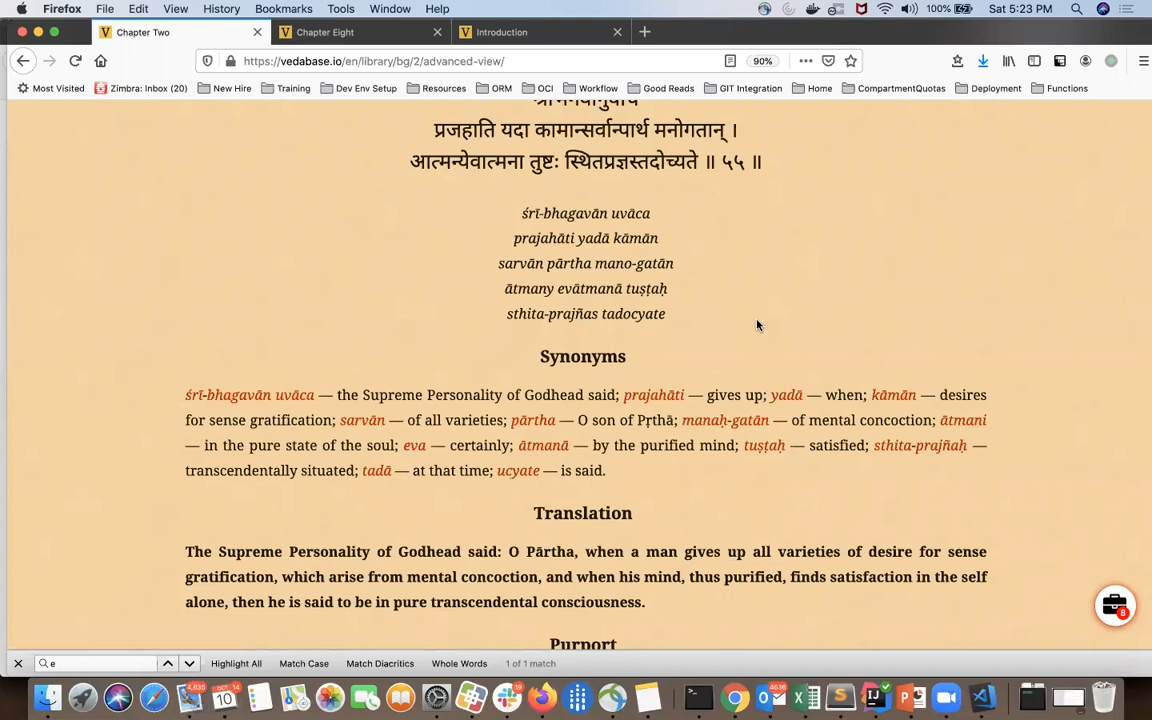 Firefox File Edit View History Bookmarks Tools Window Help 100% Sat 5:23 PM
Chapter Two Chapter Eight Introduction
https://vedabase.io/en/library/bg/2/advanced-view/ 90%
Most Visited Zimbra: Inbox (20) New Hire Training Dev Env Setup Resources ORM OCI Workflow Good Reads GIT Integration Home CompartmentQuotas Deployment Functions
श्रीभगवानुवाच
प्रजहाति यदा कामान्सर्वान्पार्थ मनोगतान् ।
आत्मन्येवात्मना तुष्टः स्थितप्रज्ञस्तदोच्यते ॥ ५५ ॥
śrī-bhagavān uvāca
prajahāti yadā kāmān
sarvān pārtha mano-gatān
ātmany evātmanā tuṣṭaḥ
sthita-prajñas tadocyate
Synonyms
śrī-bhagavān uvāca — the Supreme Personality of Godhead said; prajahāti — gives up; yadā — when; kāmān — desires
for sense gratification; sarvān — of all varieties; pārtha — O son of Pṛthā; manaḥ-gatān — of mental concoction; ātmani
— in the pure state of the soul; eva — certainly; ātmanā — by the purified mind; tuṣṭaḥ — satisfied; sthita-prajñaḥ —
transcendentally situated; tadā — at that time; ucyate — is said.
Translation
The Supreme Personality of Godhead said: O Pārtha, when a man gives up all varieties of desire for sense
gratification, which arise from mental concoction, and when his mind, thus purified, finds satisfaction in the self
alone, then he is said to be in pure transcendental consciousness.
Purport
8
e Highlight All Match Case Match Diacritics Whole Words 1 of 1 match
4,635 OCT 10 14 19 4636